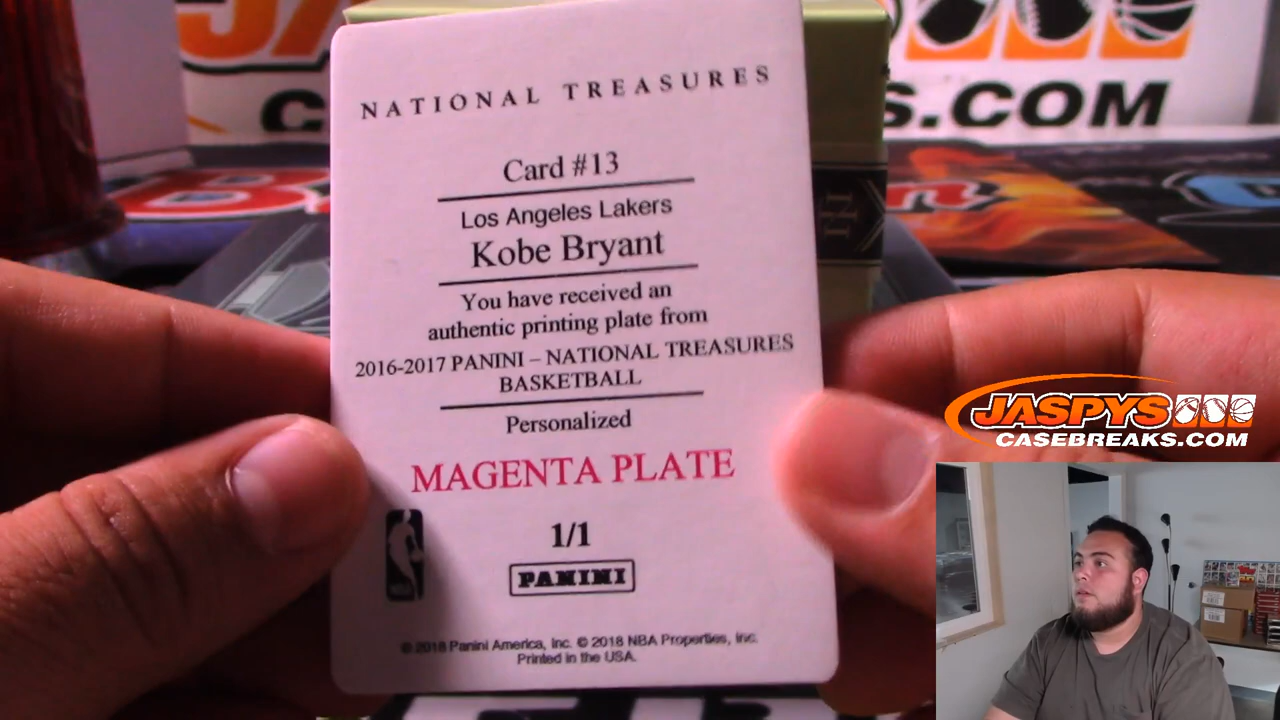 NATIONAL TREASURES
Card #13
Los Angeles Lakers
Kobe Bryant
You have received an
authentic printing plate from
2016-2017 PANINI – NATIONAL TREASURES
BASKETBALL
Personalized
MAGENTA PLATE
1/1
PANINI
© 2018 Panini America, Inc. © 2018 NBA Properties, Inc.
Printed in the USA.
S.COM
JASPYS
CASEBREAKS.COM